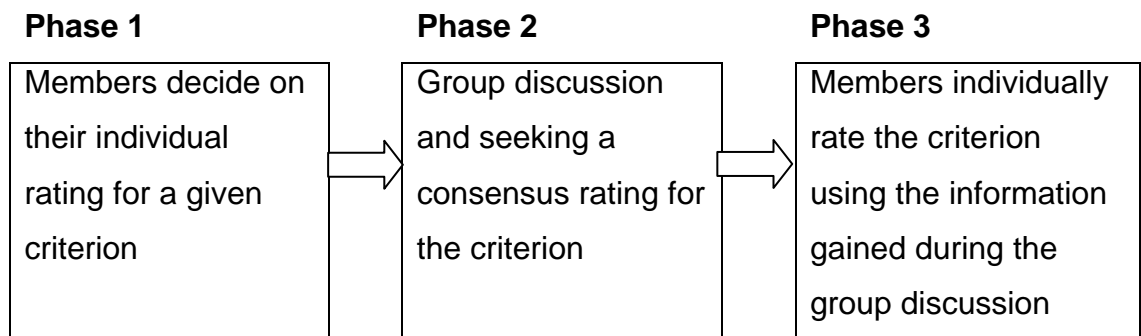 Phase 1
Members decide on
their individual
rating for a given
criterion
Phase 2
Group discussion
and seeking a
consensus rating for
the criterion
Phase 3
Members individually
rate the criterion
using the information
gained during the
group discussion